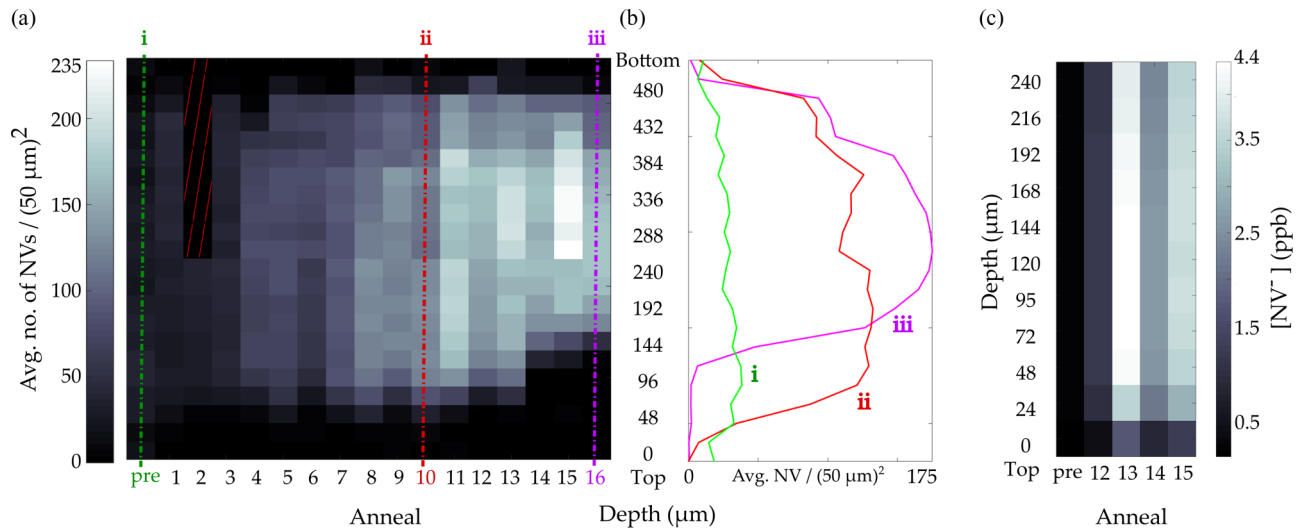 (a)
i
ii
iii
(b)
(c)
235
200
150
100
50
0
Avg. no. of NVs / (50 μm)²
pre 1 2 3 4 5 6 7 8 9 10 11 12 13 14 15 16
Anneal
Bottom
480
432
384
336
288
240
192
144
96
48
0
Top
Depth (μm)
i
ii
iii
0 Avg. NV / (50 μm)² 175
240
216
192
168
144
120
95
72
48
24
0
Top
Depth (μm)
pre 12 13 14 15
Anneal
4.4
3.5
2.5
1.5
0.5
[NV⁻] (ppb)